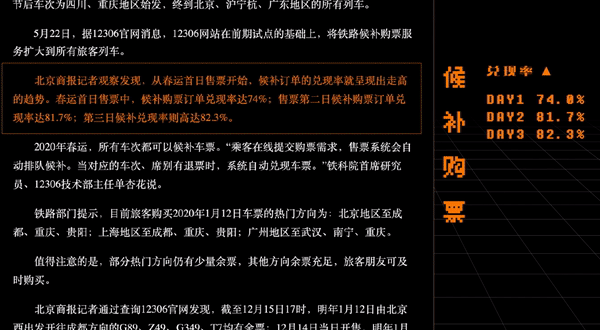 节后车次为四川、重庆地区始发，终到北京、沪宁杭、广东地区的所有列车。
5月22日，据12306官网消息，12306网站在前期试点的基础上，将铁路候补购票服
务扩大到所有旅客列车。
北京商报记者观察发现，从春运首日售票开始，候补订单的兑现率就呈现出走高
的趋势。春运首日售票中，候补购票订单兑现率达74%；售票第二日候补购票订单兑
现率达81.7%；第三日候补兑现率则高达82.3%。
2020年春运，所有车次都可以候补车票。“乘客在线提交购票需求，售票系统会自
动排队候补。当对应的车次、席别有退票时，系统自动兑现车票。”铁科院首席研究
员、12306技术部主任单杏花说。
铁路部门提示，目前旅客购买2020年1月12日车票的热门方向为：北京地区至成
都、重庆、贵阳；上海地区至成都、重庆、贵阳；广州地区至武汉、南宁、重庆。
值得注意的是，部分热门方向仍有少量余票，其他方向余票充足，旅客朋友可及
时购买。
北京商报记者通过查询12306官网发现，截至12月15日17时，明年1月12日由北京
西出发开往成都方向的G89、Z49、G349、T7均有余票；12月14日当日开售，明年1月
候补购票
兑现率 ▲
DAY1 74.0%
DAY2 81.7%
DAY3 82.3%